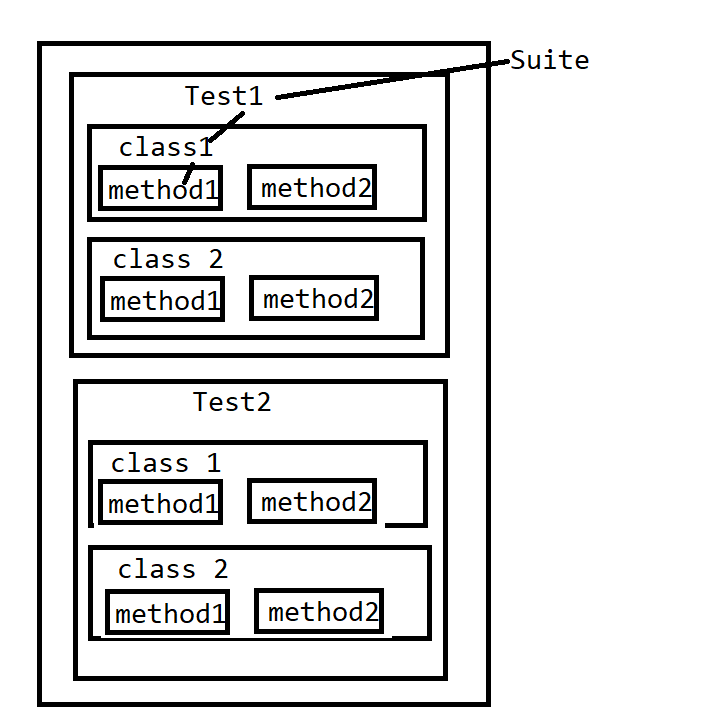 Suite
Test1
class1
method1 method2
class 2
method1 method2
Test2
class 1
method1 method2
class 2
method1 method2